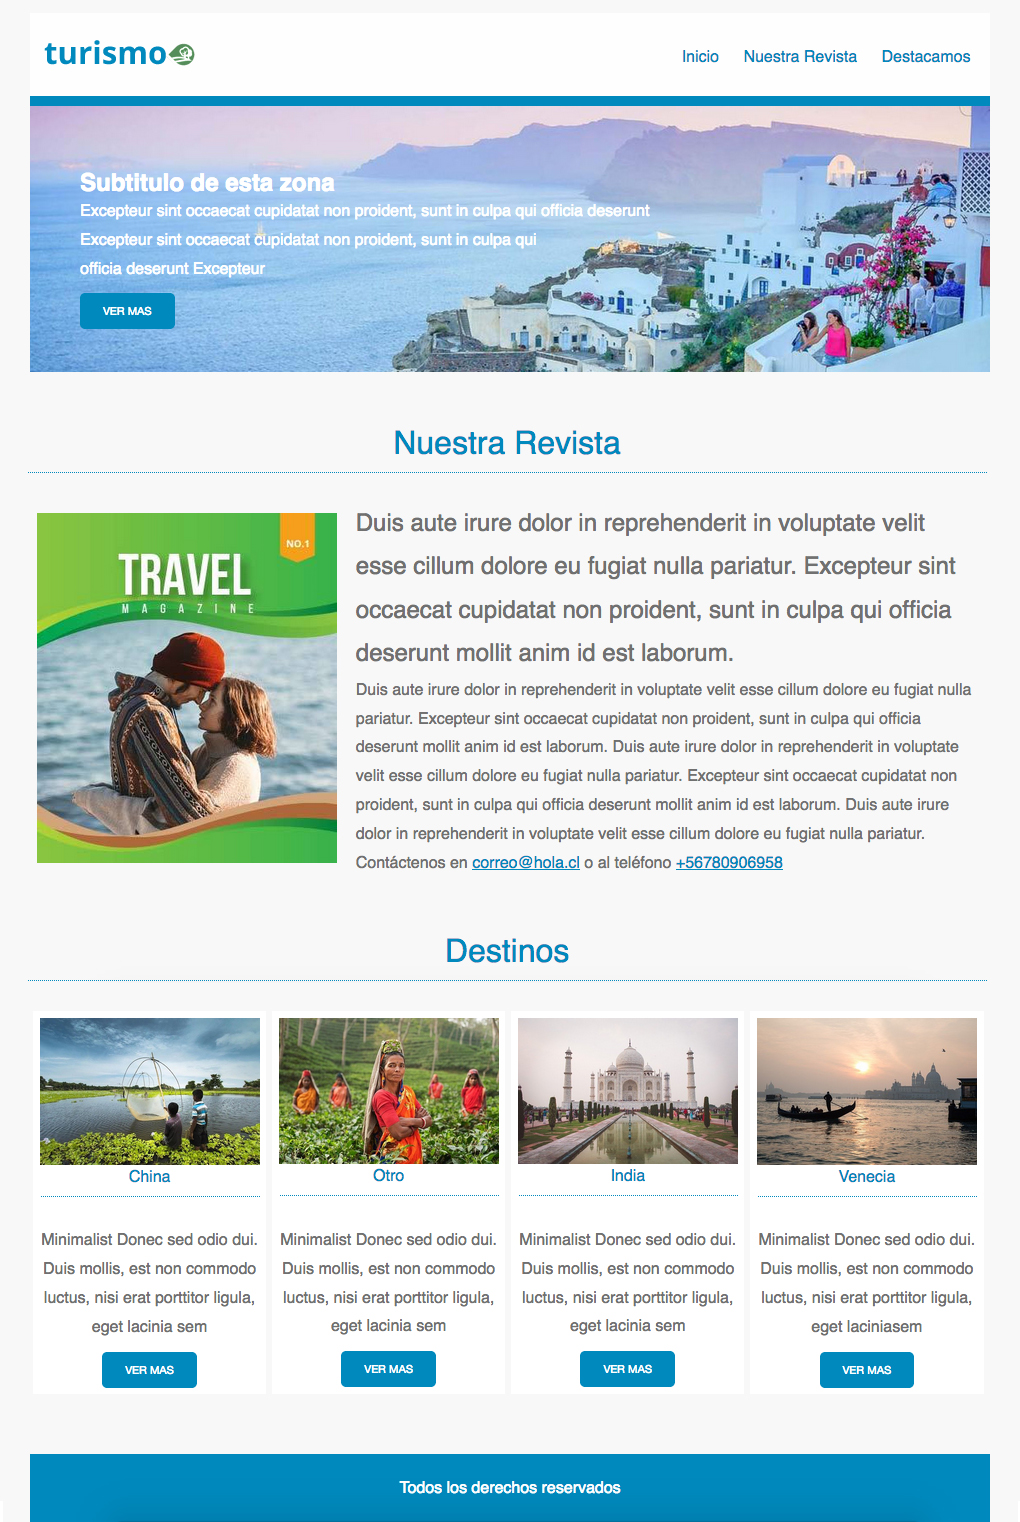 turismo
Inicio Nuestra Revista Destacamos
Subtitulo de esta zona
Excepteur sint occaecat cupidatat non proident, sunt in culpa qui officia deserunt
Excepteur sint occaecat cupidatat non proident, sunt in culpa qui
officia deserunt Excepteur
VER MAS
Nuestra Revista
NO.1
TRAVEL
MAGAZINE
Duis aute irure dolor in reprehenderit in voluptate velit
esse cillum dolore eu fugiat nulla pariatur. Excepteur sint
occaecat cupidatat non proident, sunt in culpa qui officia
deserunt mollit anim id est laborum.
Duis aute irure dolor in reprehenderit in voluptate velit esse cillum dolore eu fugiat nulla
pariatur. Excepteur sint occaecat cupidatat non proident, sunt in culpa qui officia
deserunt mollit anim id est laborum. Duis aute irure dolor in reprehenderit in voluptate
velit esse cillum dolore eu fugiat nulla pariatur. Excepteur sint occaecat cupidatat non
proident, sunt in culpa qui officia deserunt mollit anim id est laborum. Duis aute irure
dolor in reprehenderit in voluptate velit esse cillum dolore eu fugiat nulla pariatur.
Contáctenos en correo@hola.cl o al teléfono +56780906958
Destinos
China
Minimalist Donec sed odio dui.
Duis mollis, est non commodo
luctus, nisi erat porttitor ligula,
eget lacinia sem
VER MAS
Otro
Minimalist Donec sed odio dui.
Duis mollis, est non commodo
luctus, nisi erat porttitor ligula,
eget lacinia sem
VER MAS
India
Minimalist Donec sed odio dui.
Duis mollis, est non commodo
luctus, nisi erat porttitor ligula,
eget lacinia sem
VER MAS
Venecia
Minimalist Donec sed odio dui.
Duis mollis, est non commodo
luctus, nisi erat porttitor ligula,
eget laciniasem
VER MAS
Todos los derechos reservados